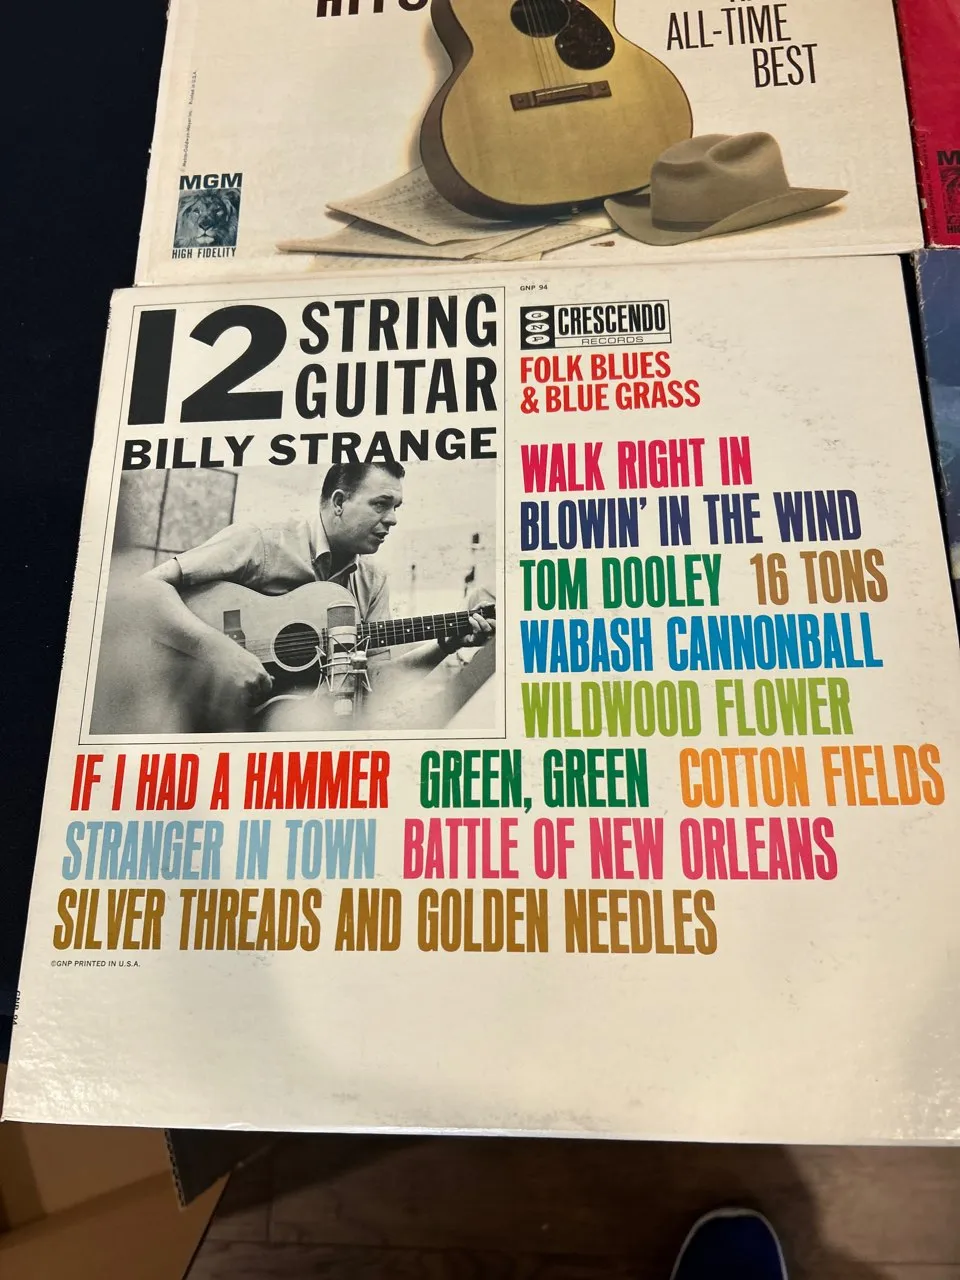 ALL-TIME
BEST
MGM
HIGH FIDELITY
GNP 94
12 STRING
GUITAR
BILLY STRANGE
GNP CRESCENDO
RECORDS
FOLK BLUES
& BLUE GRASS
WALK RIGHT IN
BLOWIN' IN THE WIND
TOM DOOLEY 16 TONS
WABASH CANNONBALL
WILDWOOD FLOWER
IF I HAD A HAMMER GREEN, GREEN COTTON FIELDS
STRANGER IN TOWN BATTLE OF NEW ORLEANS
SILVER THREADS AND GOLDEN NEEDLES
©GNP PRINTED IN U.S.A.
GNP 94